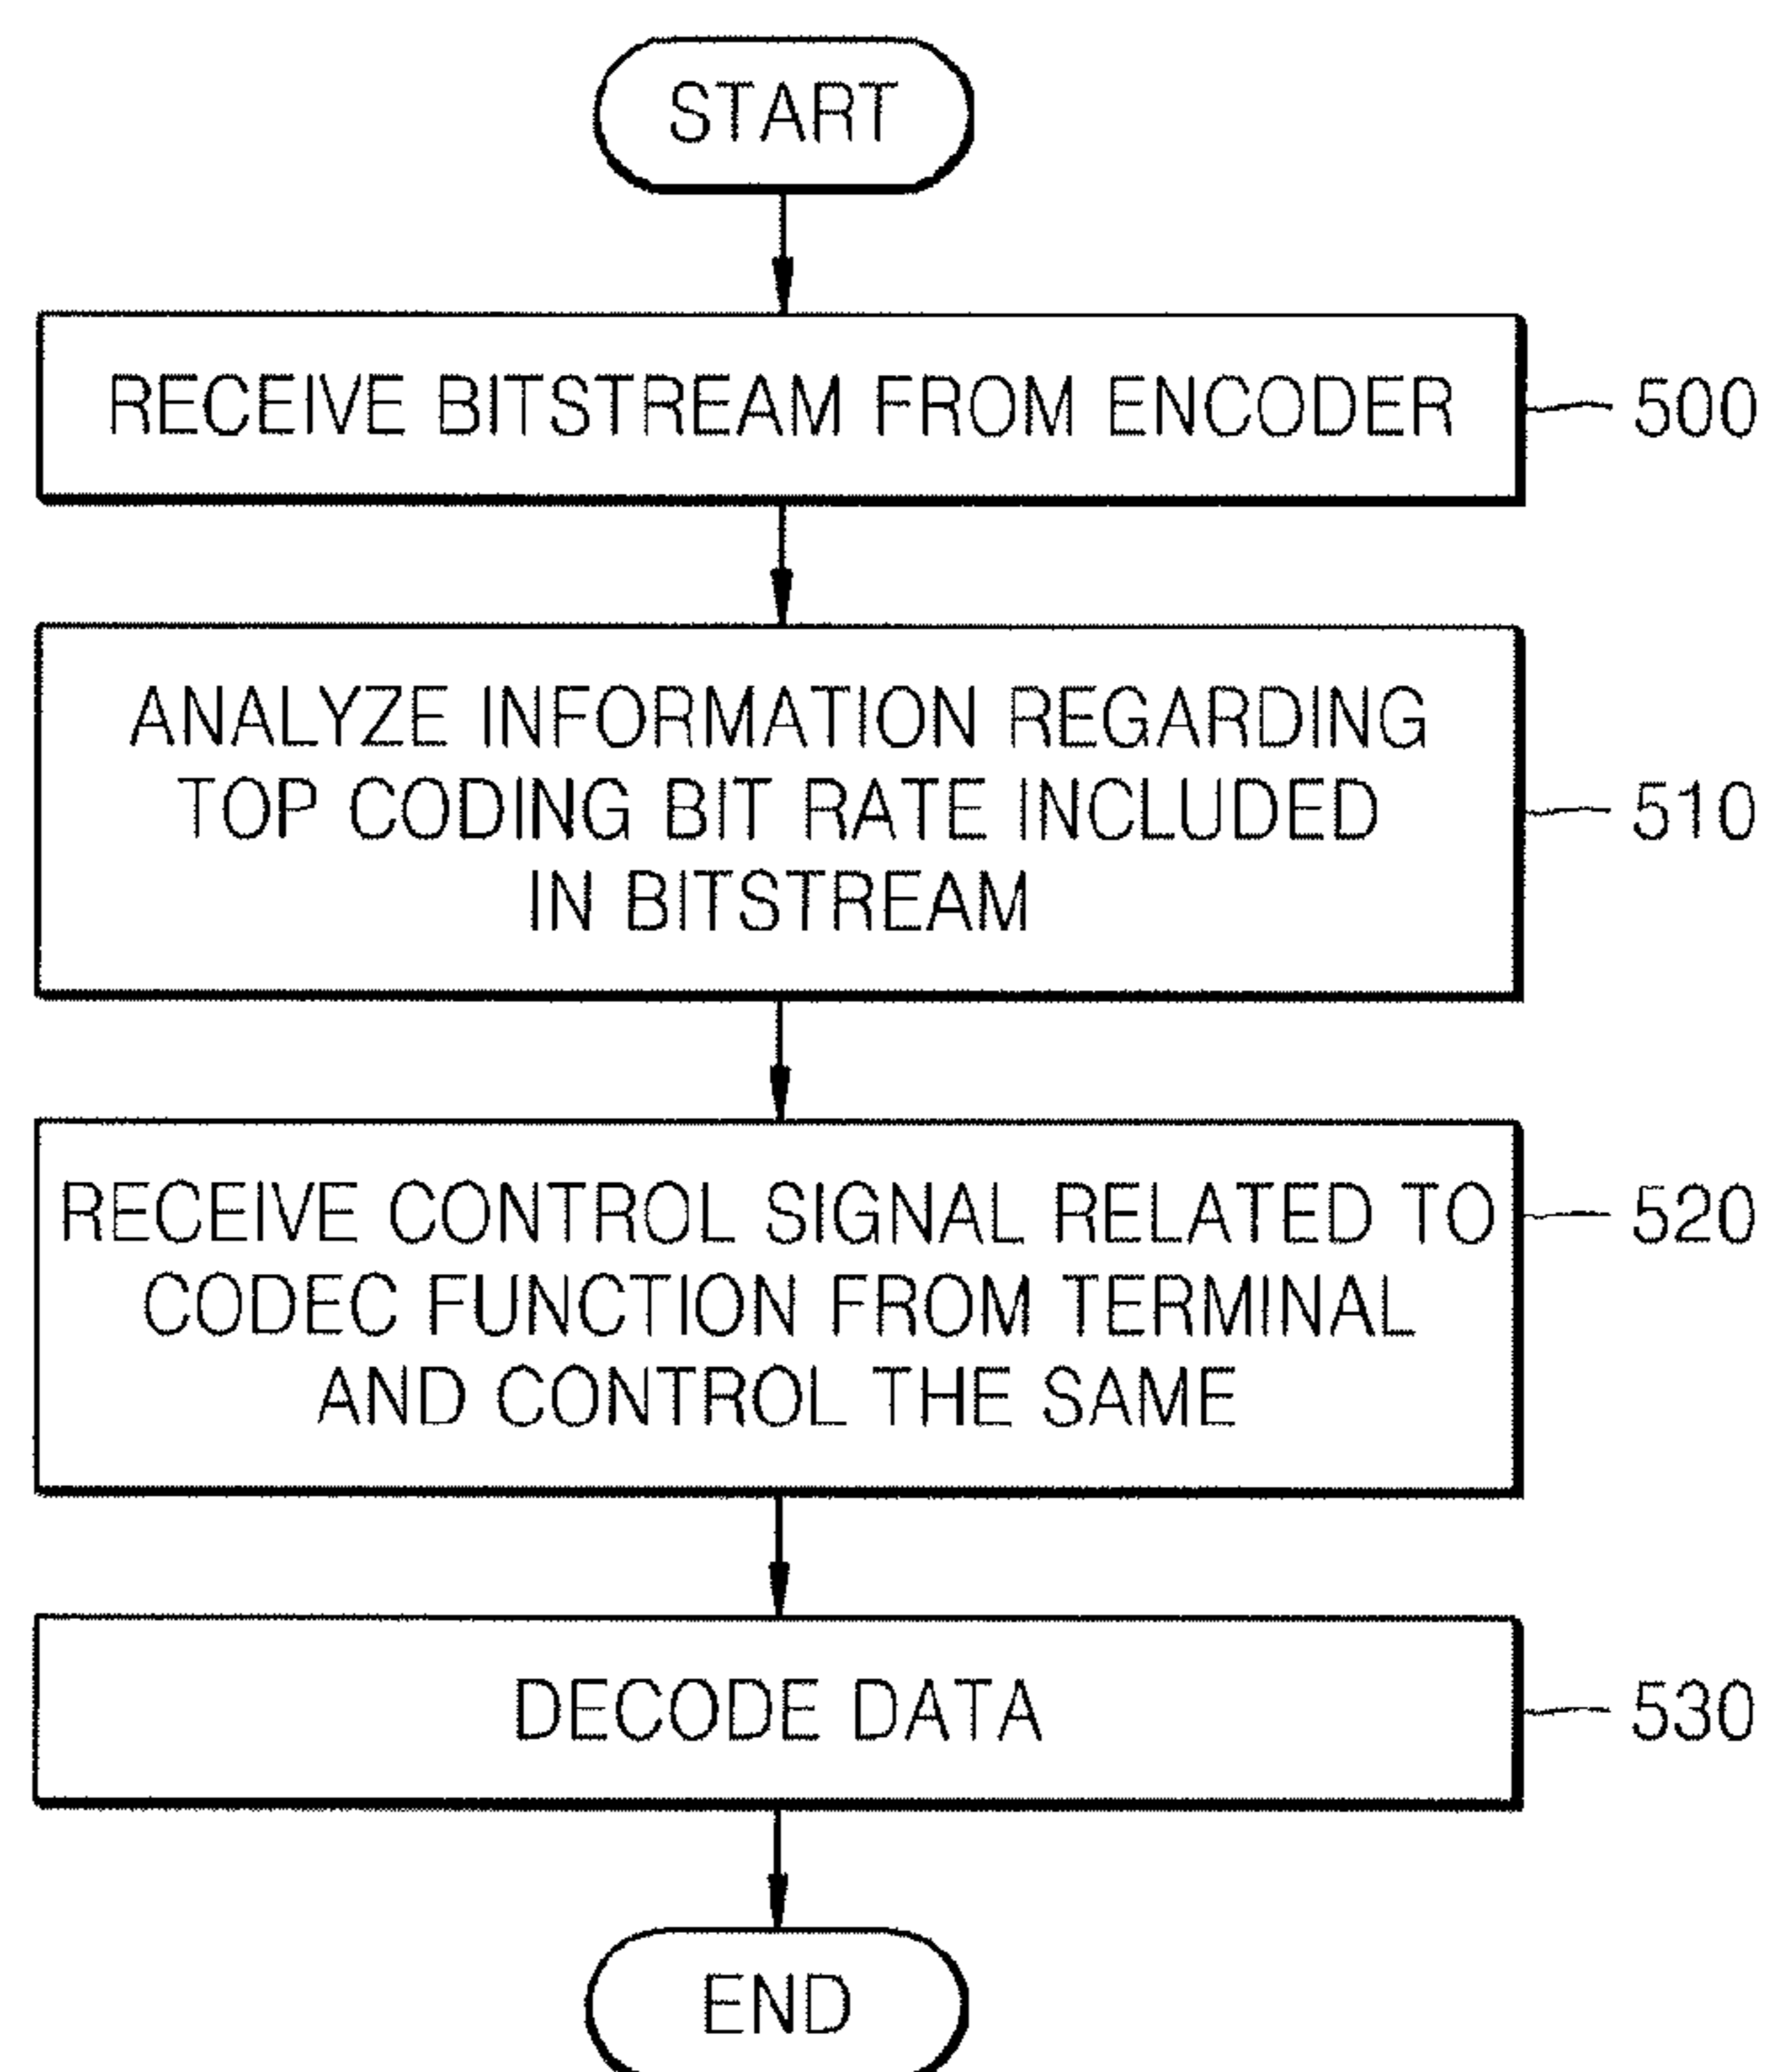 START
RECEIVE BITSTREAM FROM ENCODER
500
ANALYZE INFORMATION REGARDING
TOP CODING BIT RATE INCLUDED
IN BITSTREAM
510
RECEIVE CONTROL SIGNAL RELATED TO
CODEC FUNCTION FROM TERMINAL
AND CONTROL THE SAME
520
DECODE DATA
530
END